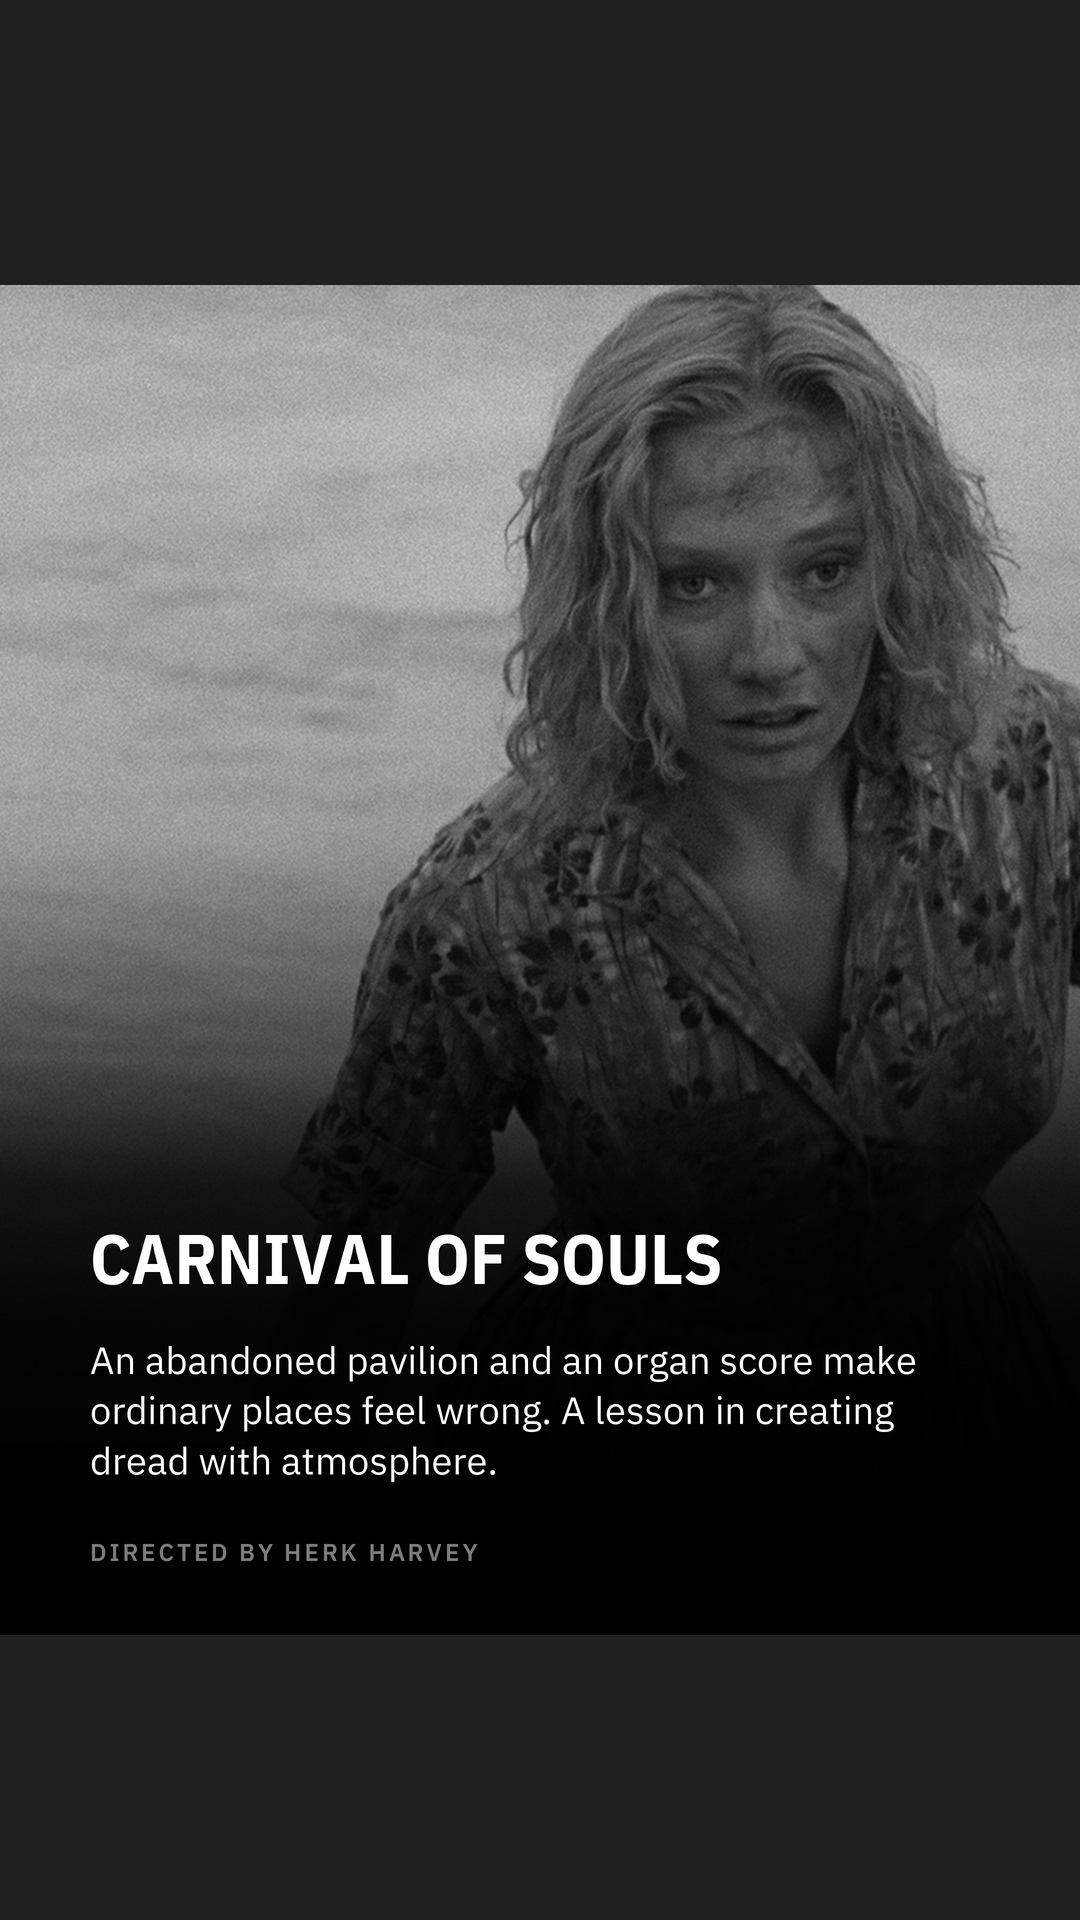 CARNIVAL OF SOULS
An abandoned pavilion and an organ score make
ordinary places feel wrong. A lesson in creating
dread with atmosphere.
DIRECTED BY HERK HARVEY